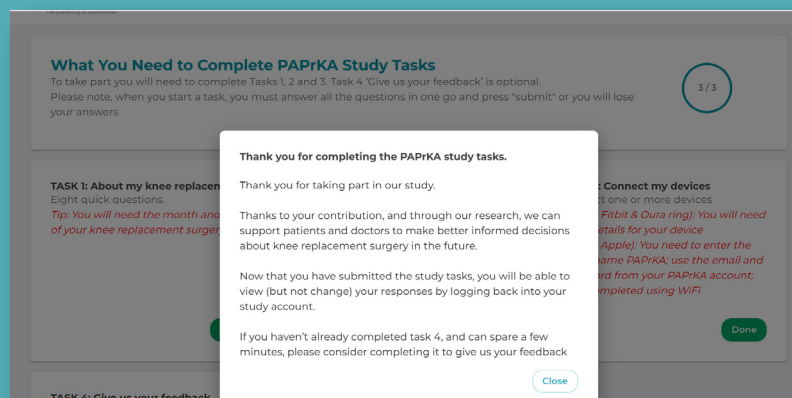 What You Need to Complete PAPrKA Study Tasks
To take part you will need to complete Tasks 1, 2 and 3. Task 4 'Give us your feedback' is optional.
Please note, when you start a task, you must answer all the questions in one go and press "submit" or you will lose
your answers
3 / 3
TASK 1: About my knee replacen
Eight quick questions.
Tip: You will need the month and
of your knee replacement surger
Thank you for completing the PAPrKA study tasks.
Thank you for taking part in our study.
Thanks to your contribution, and through our research, we can
support patients and doctors to make better informed decisions
about knee replacement surgery in the future.
Now that you have submitted the study tasks, you will be able to
view (but not change) your responses by logging back into your
study account.
If you haven't already completed task 4, and can spare a few
minutes, please consider completing it to give us your feedback
Close
: Connect my devices
ct one or more devices
Fitbit & Oura ring): You will need
etails for your device
Apple): You need to enter the
name PAPrKA; use the email and
rd from your PAPrKA account;
mpleted using WiFi
Done
TASK 4: Give us your feedback